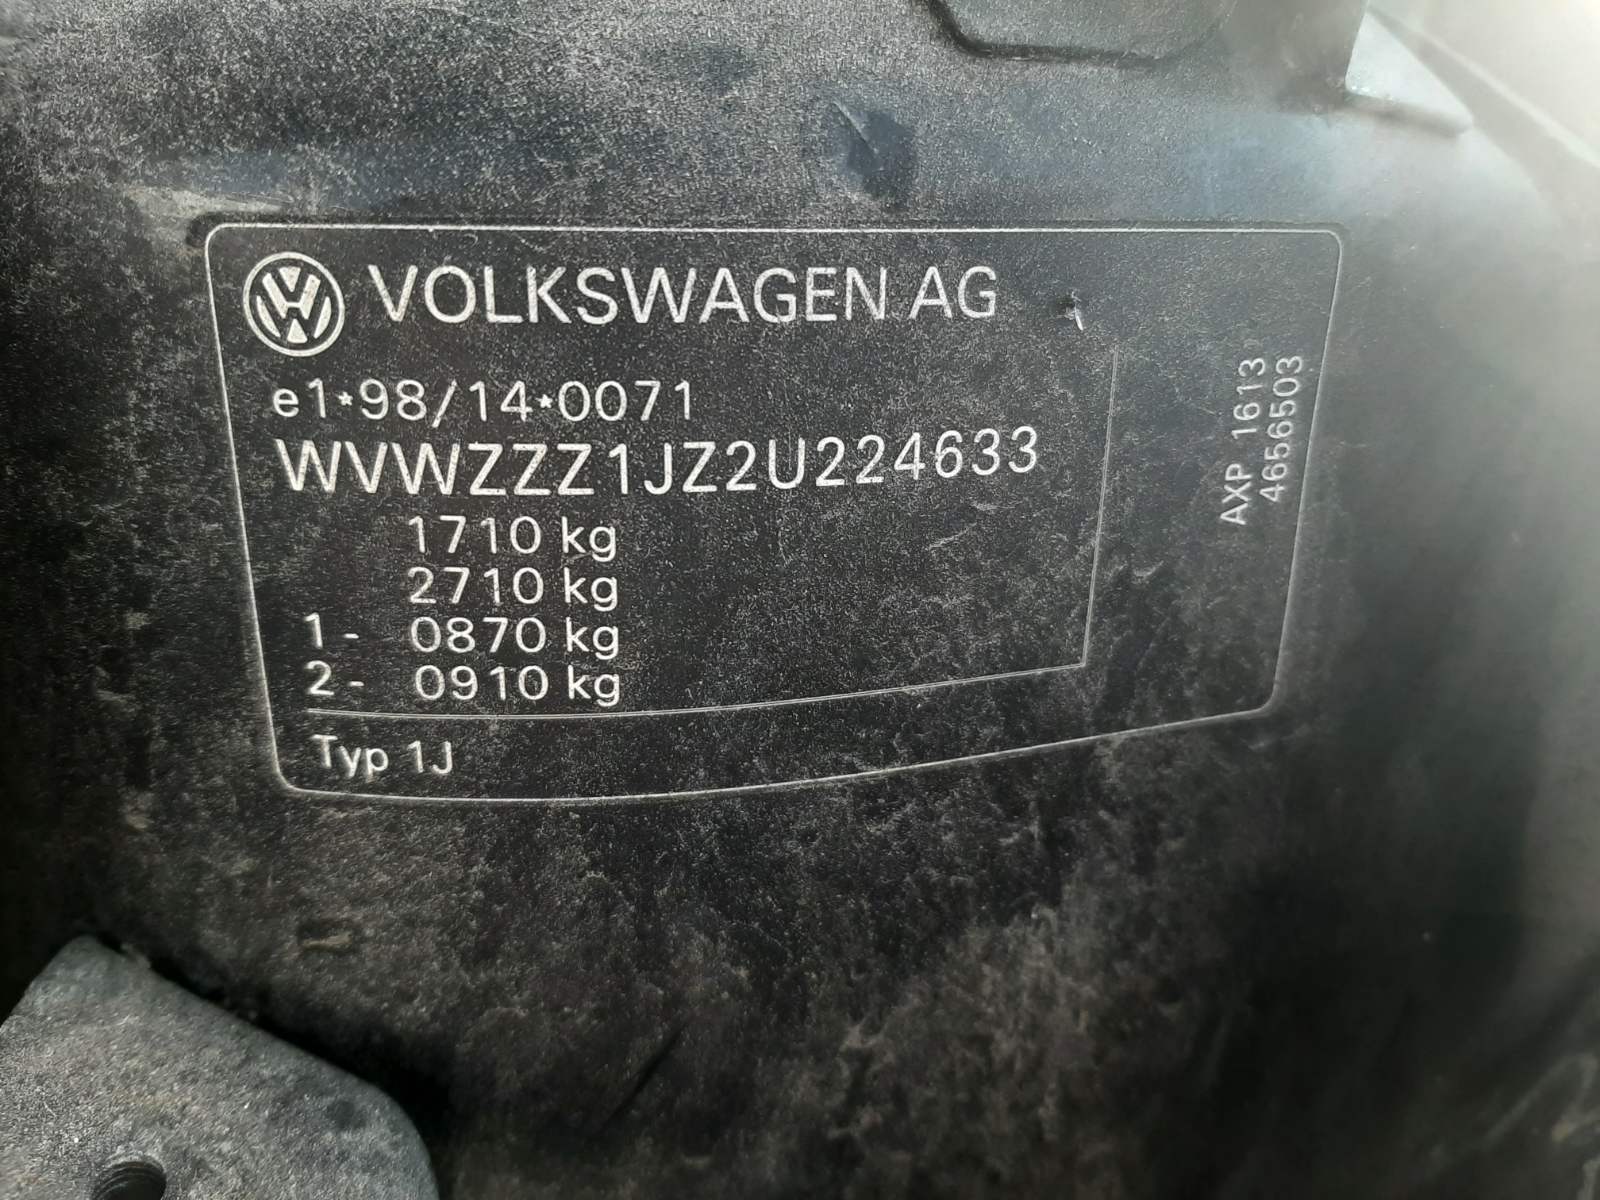 VOLKSWAGEN AG
e1*98/14*0071
WVWZZZ1JZ2U224633
1710 kg
2710 kg
1- 0870 kg
2- 0910 kg
Typ 1J
AXP 1613
4656503